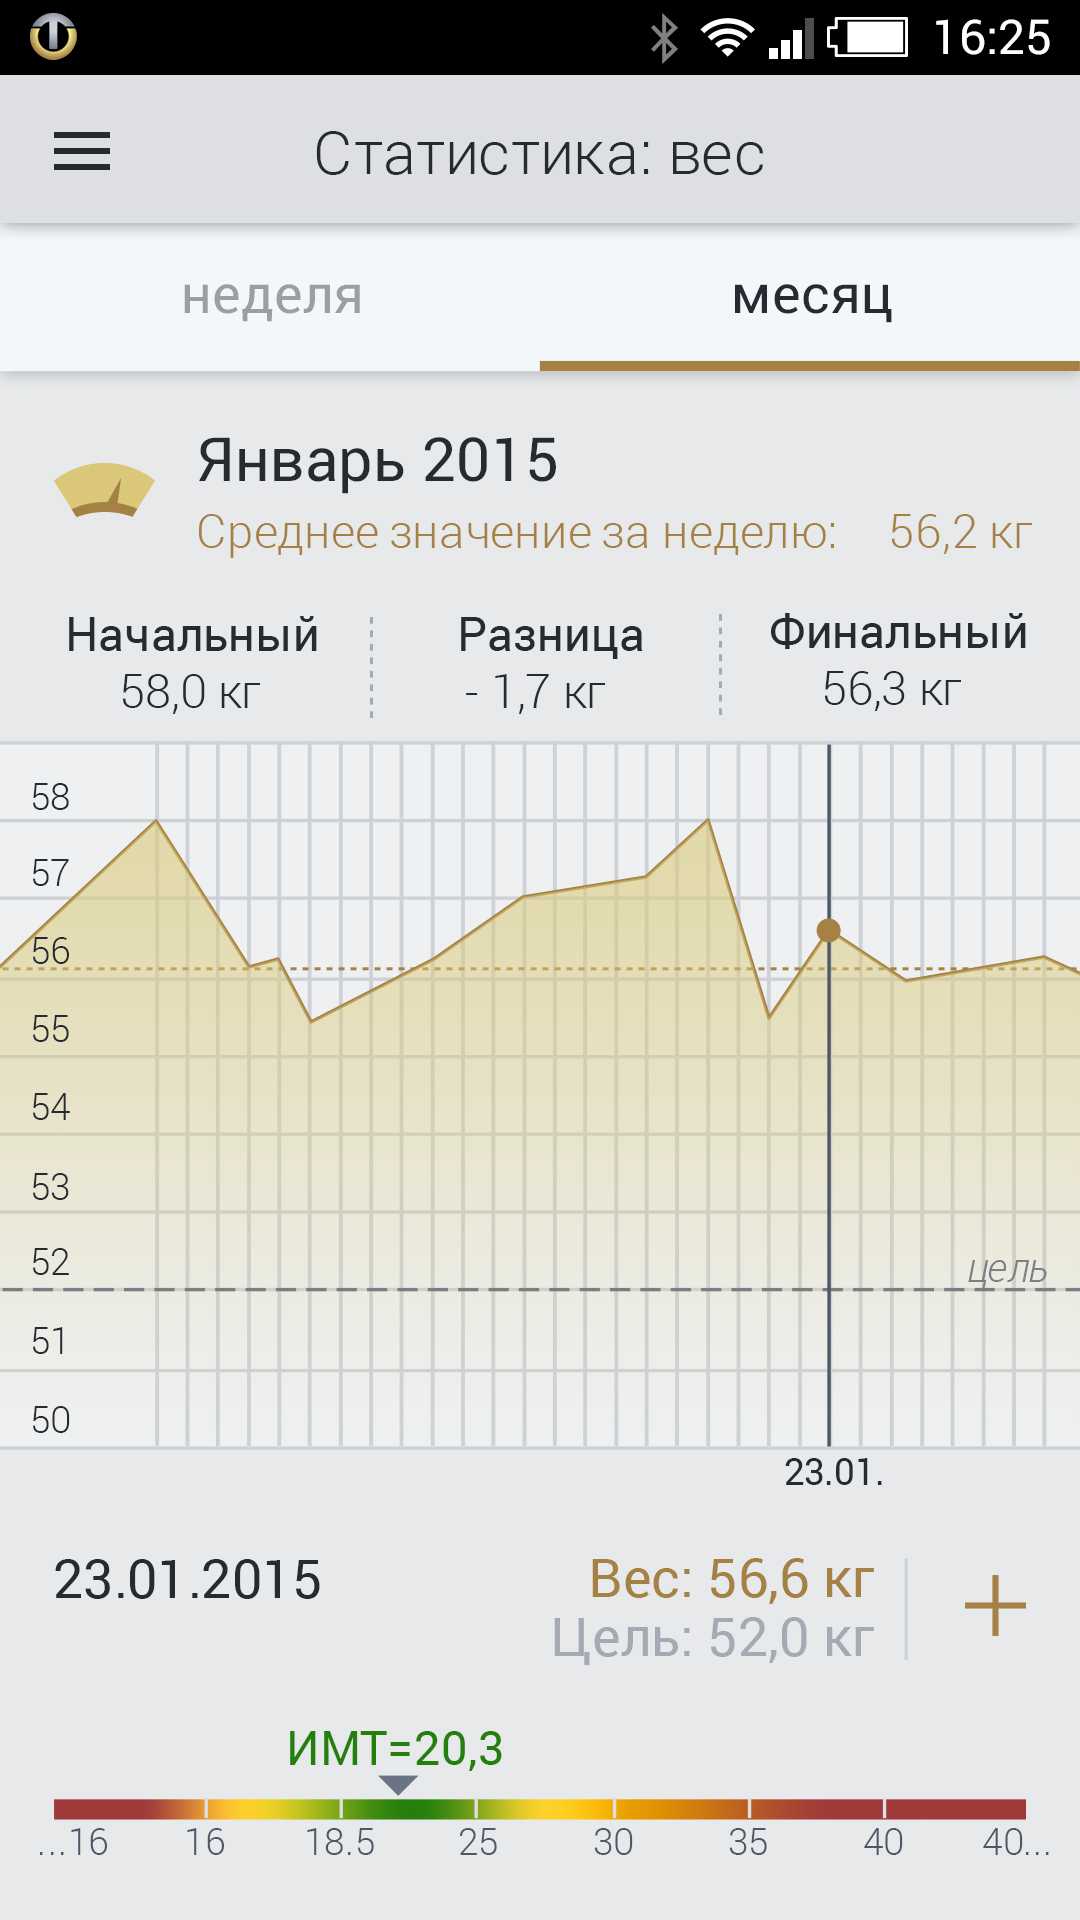 16:25
Статистика: вес
неделя месяц
Январь 2015
Среднее значение за неделю: 56,2 кг
Начальный Разница Финальный
58,0 кг - 1,7 кг 56,3 кг
58
57
56
55
54
53
52
цель
51
50
23.01.
23.01.2015 Вес: 56,6 кг
Цель: 52,0 кг
ИМТ=20,3
...16 16 18.5 25 30 35 40 40...